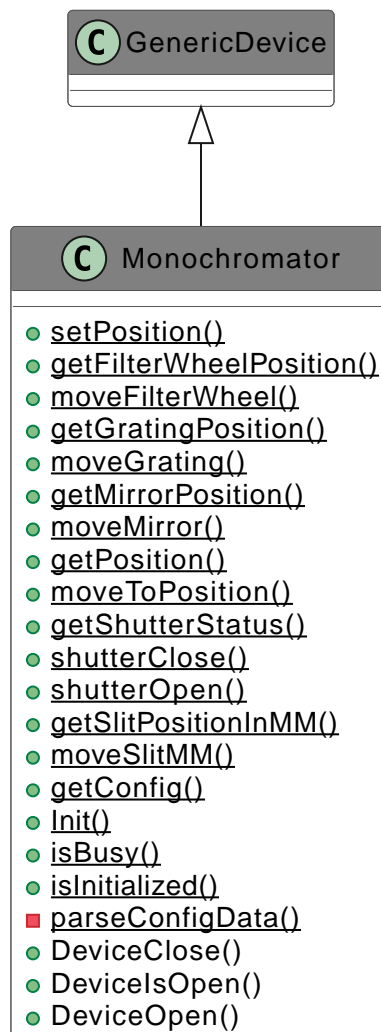 C GenericDevice
C Monochromator
setPosition()
getFilterWheelPosition()
moveFilterWheel()
getGratingPosition()
moveGrating()
getMirrorPosition()
moveMirror()
getPosition()
moveToPosition()
getShutterStatus()
shutterClose()
shutterOpen()
getSlitPositionInMM()
moveSlitMM()
getConfig()
Init()
isBusy()
isInitialized()
parseConfigData()
DeviceClose()
DeviceIsOpen()
DeviceOpen()